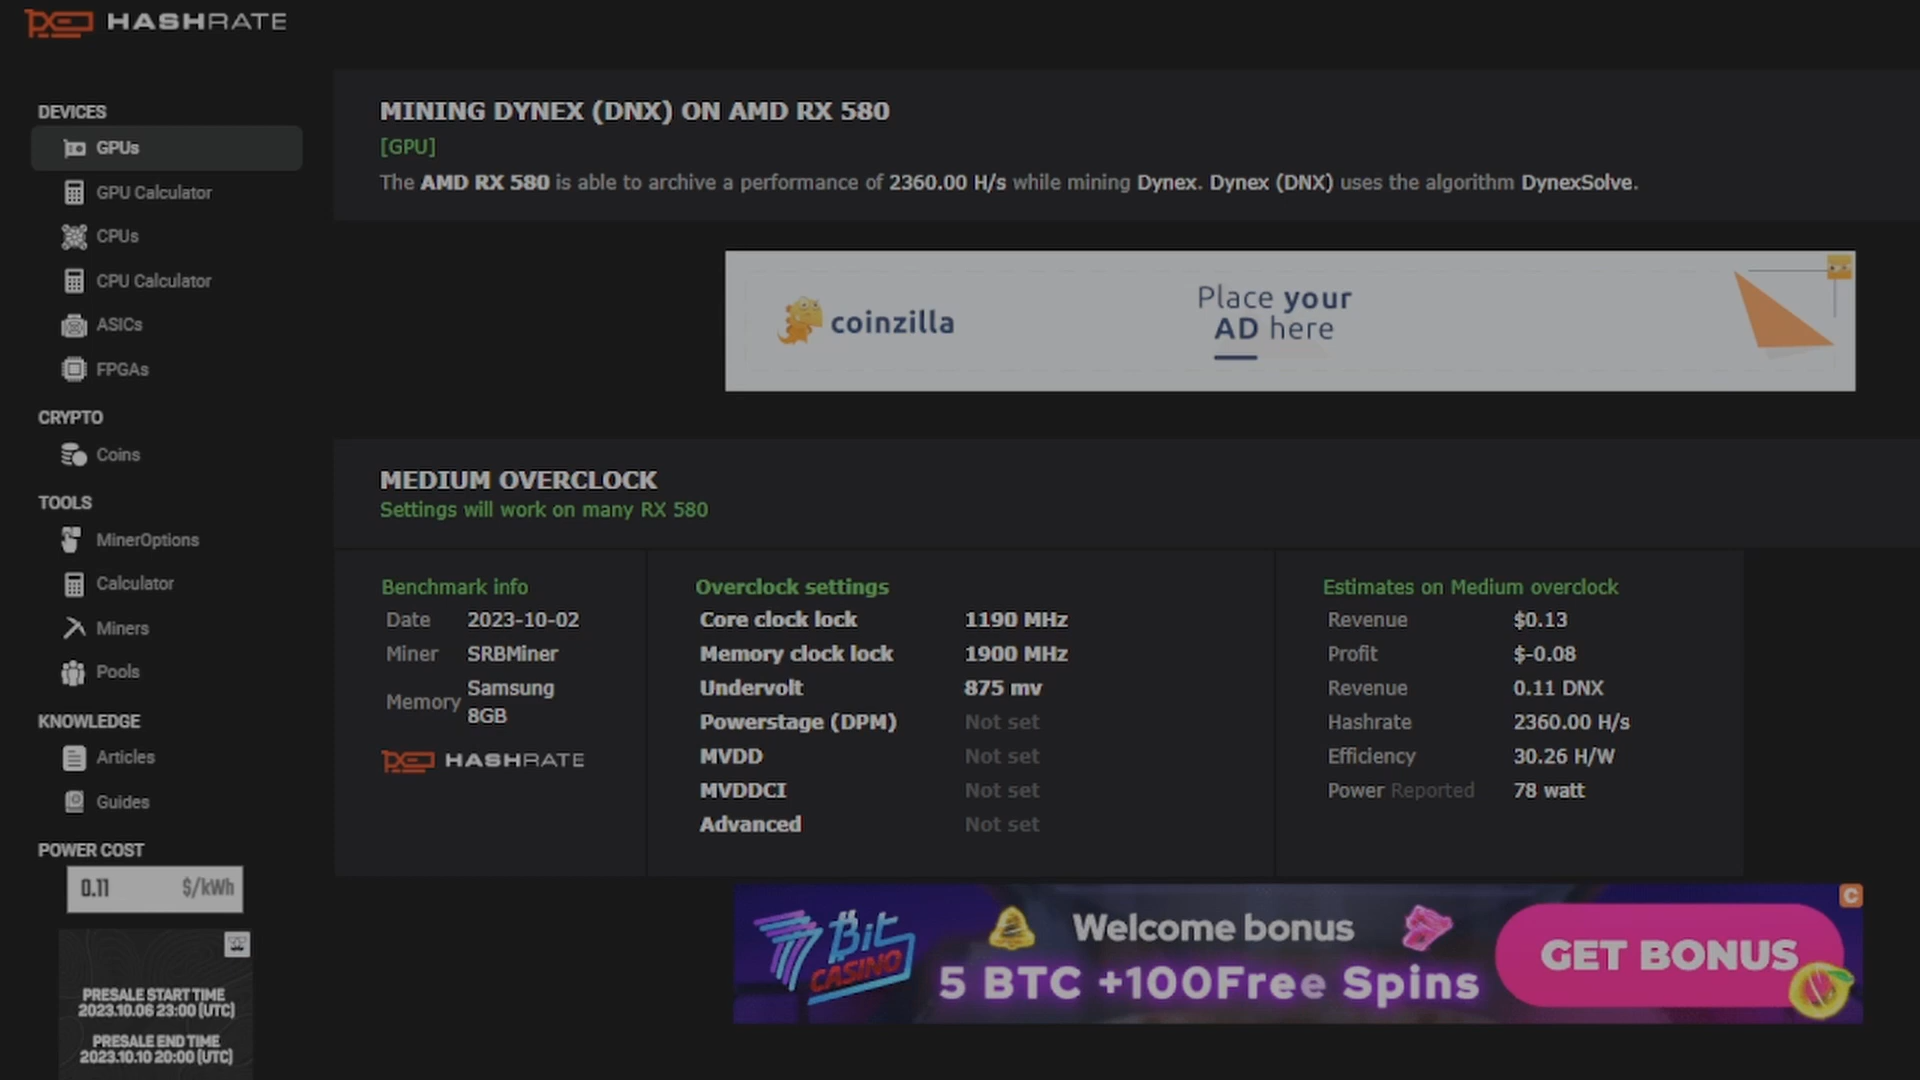 HASHRATE
DEVICES
GPUs
GPU Calculator
CPUs
CPU Calculator
ASICs
FPGAs
CRYPTO
Coins
TOOLS
MinerOptions
Calculator
Miners
Pools
KNOWLEDGE
Articles
Guides
POWER COST
0.11 $/kWh
PRESALE START TIME
2023.10.06 23:00 (UTC)
PRESALE END TIME
2023.10.10 20:00 (UTC)
MINING DYNEX (DNX) ON AMD RX 580
[GPU]
The AMD RX 580 is able to archive a performance of 2360.00 H/s while mining Dynex. Dynex (DNX) uses the algorithm DynexSolve.
coinzilla
Place your
AD here
MEDIUM OVERCLOCK
Settings will work on many RX 580
Benchmark info
Date 2023-10-02
Miner SRBMiner
Memory Samsung
8GB
HASHRATE
Overclock settings
Core clock lock 1190 MHz
Memory clock lock 1900 MHz
Undervolt 875 mv
Powerstage (DPM) Not set
MVDD Not set
MVDDCI Not set
Advanced Not set
Estimates on Medium overclock
Revenue $0.13
Profit $-0.08
Revenue 0.11 DNX
Hashrate 2360.00 H/s
Efficiency 30.26 H/W
Power Reported 78 watt
7Bit
CASINO
Welcome bonus
5 BTC +100Free Spins
GET BONUS
C